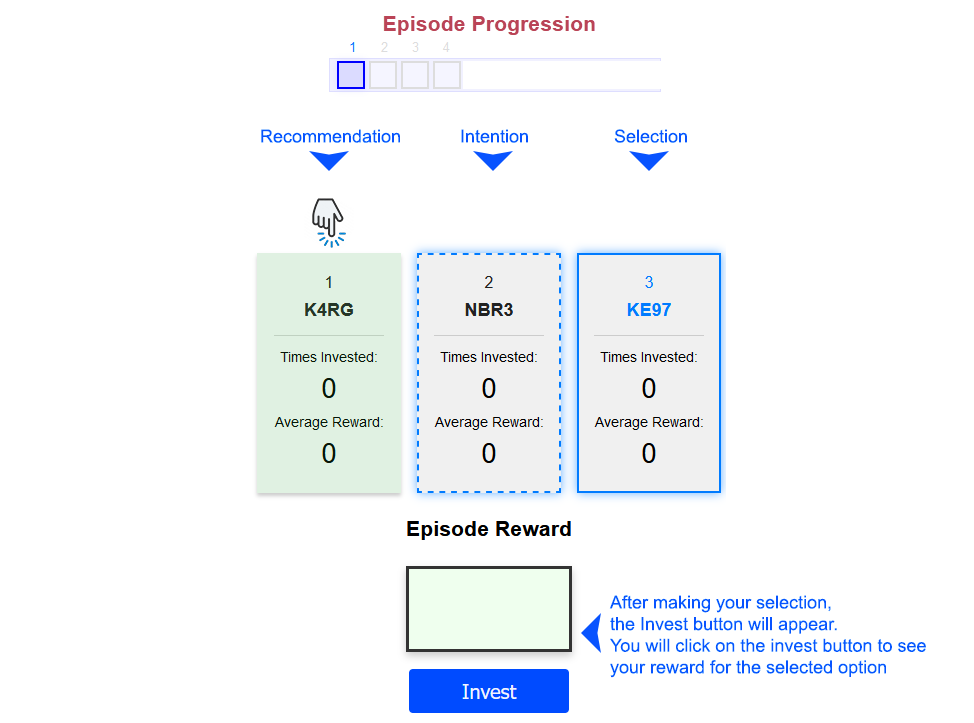 Episode Progression
1 2 3 4
Recommendation Intention Selection
1 2 3
K4RG NBR3 KE97
Times Invested: Times Invested: Times Invested:
0 0 0
Average Reward: Average Reward: Average Reward:
0 0 0
Episode Reward
After making your selection,
the Invest button will appear.
You will click on the invest button to see
your reward for the selected option
Invest